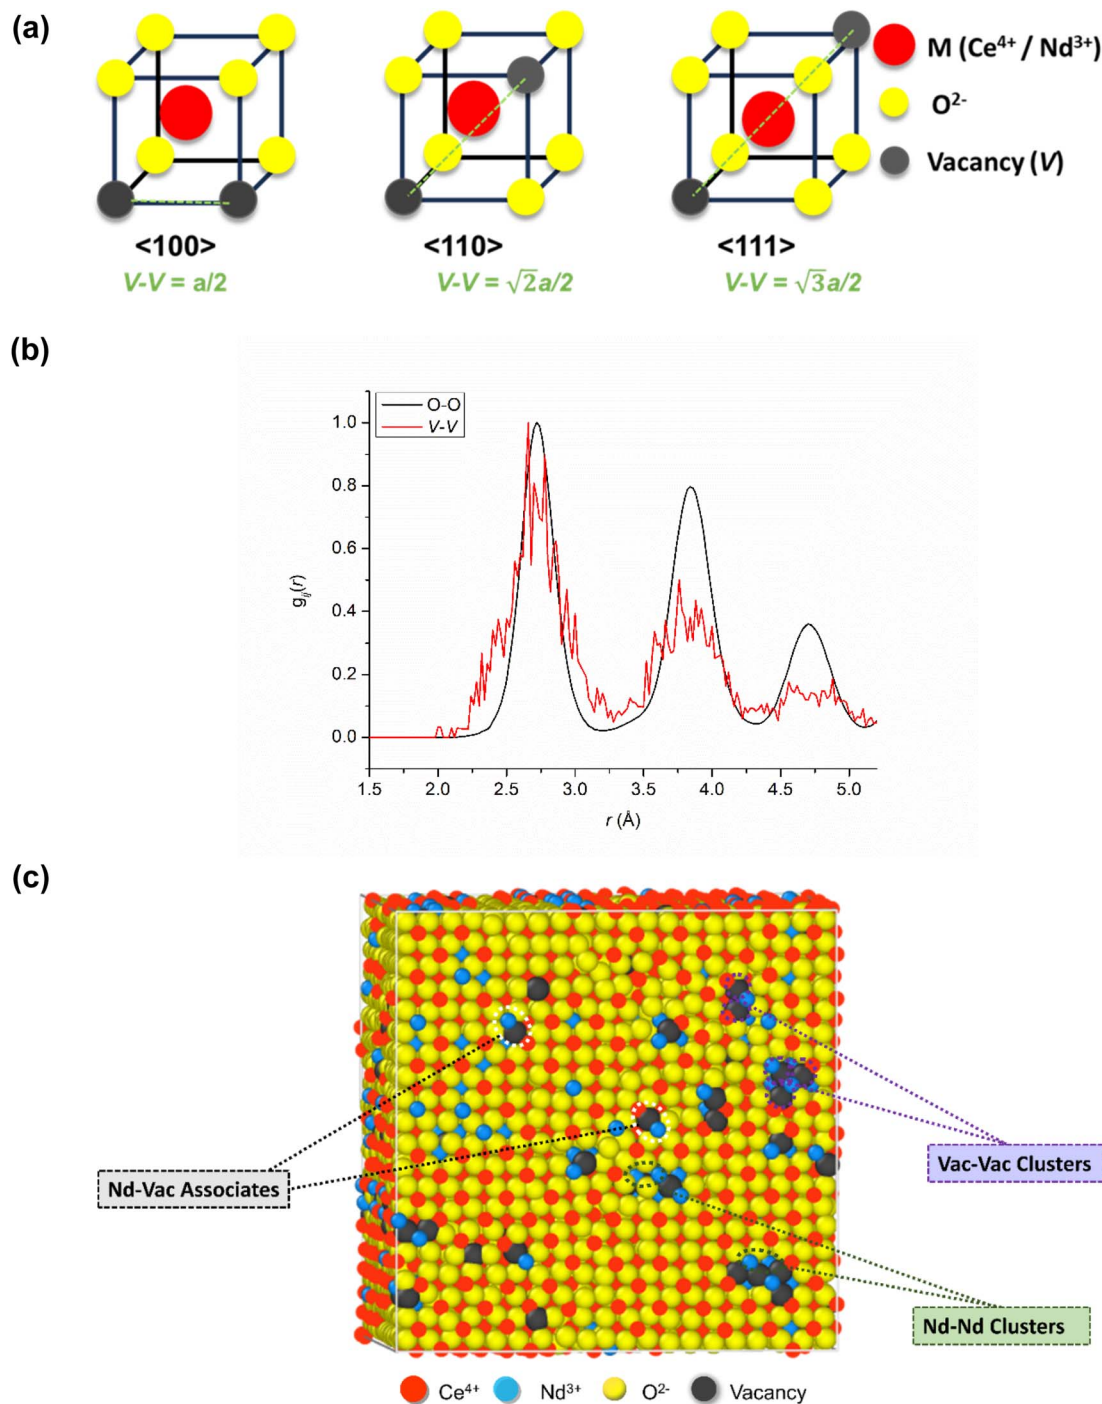 (a)
M (Ce⁴⁺ / Nd³⁺)
O²⁻
Vacancy (V)
<100>
<110>
<111>
V-V = a/2
V-V = √2a/2
V-V = √3a/2
(b)
O-O
V-V
1.0
0.8
0.6
0.4
0.2
0.0
gᵢⱼ(r)
1.5 2.0 2.5 3.0 3.5 4.0 4.5 5.0
r (Å)
(c)
Vac-Vac Clusters
Nd-Vac Associates
Nd-Nd Clusters
Ce⁴⁺ Nd³⁺ O²⁻ Vacancy